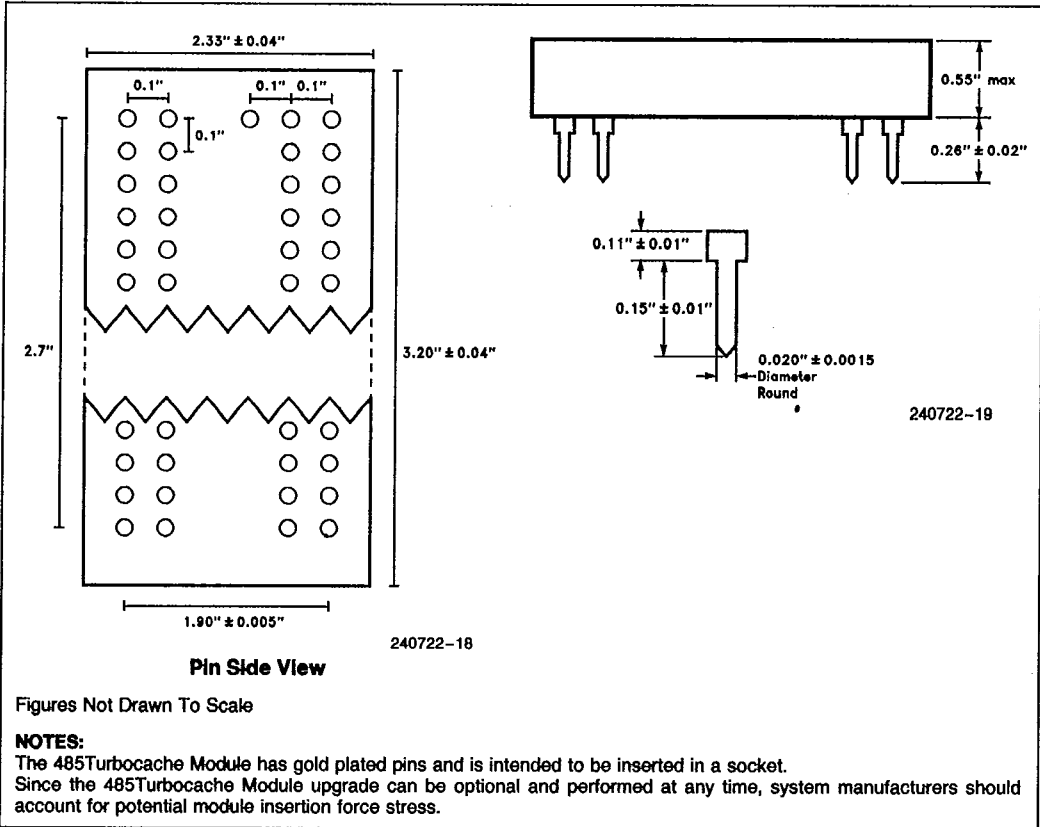 2.33" ± 0.04"
0.1"
0.1" 0.1"
0.1"
2.7"
3.20" ± 0.04"
1.90" ± 0.005"
240722–18
Pin Side View
0.55" max
0.26" ± 0.02"
0.11" ± 0.01"
0.15" ± 0.01"
0.020" ± 0.0015
Diameter
Round
240722–19
Figures Not Drawn To Scale
NOTES:
The 485Turbocache Module has gold plated pins and is intended to be inserted in a socket.
Since the 485Turbocache Module upgrade can be optional and performed at any time, system manufacturers should
account for potential module insertion force stress.